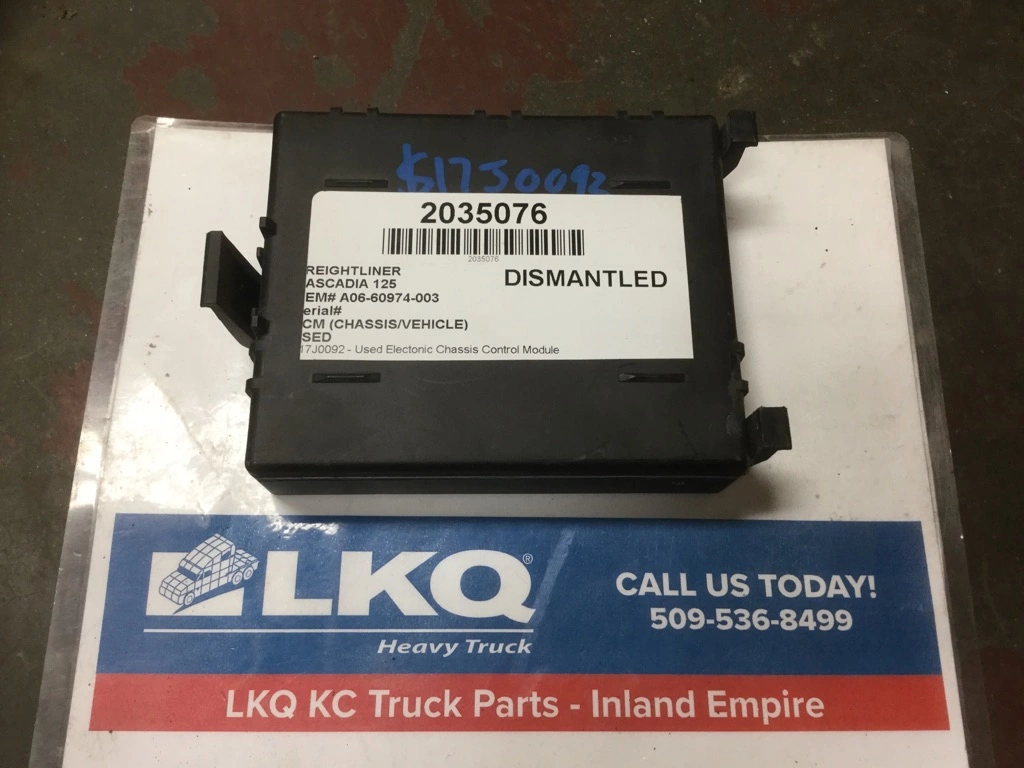 $17J0092
2035076
2035076
REIGHTLINER
ASCADIA 125
EM# A06-60974-003
erial#
CM (CHASSIS/VEHICLE)
SED
17J0092 - Used Electonic Chassis Control Module
DISMANTLED
LKQ®
Heavy Truck
CALL US TODAY!
509-536-8499
LKQ KC Truck Parts - Inland Empire